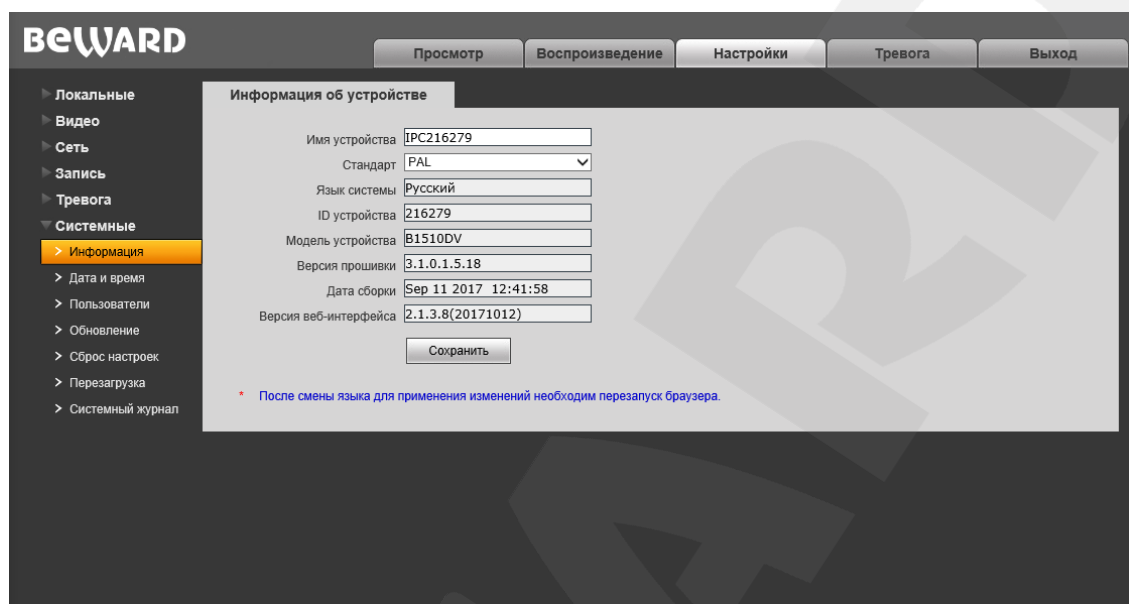 BEWARD
Просмотр Воспроизведение Настройки Тревога Выход
Локальные
Видео
Сеть
Запись
Тревога
Системные
Информация
Дата и время
Пользователи
Обновление
Сброс настроек
Перезагрузка
Системный журнал
Информация об устройстве
Имя устройства IPC216279
Стандарт PAL
Язык системы Русский
ID устройства 216279
Модель устройства B1510DV
Версия прошивки 3.1.0.1.5.18
Дата сборки Sep 11 2017 12:41:58
Версия веб-интерфейса 2.1.3.8(20171012)
Сохранить
* После смены языка для применения изменений необходим перезапуск браузера.